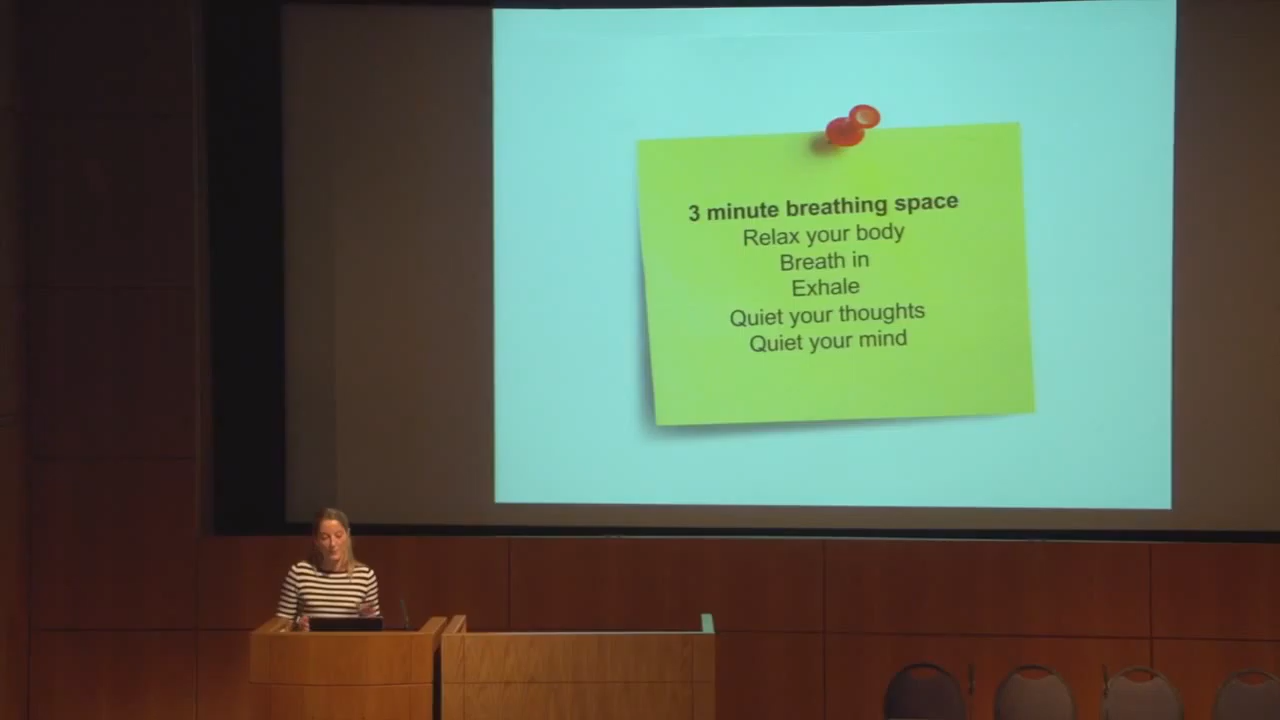 3 minute breathing space
Relax your body
Breath in
Exhale
Quiet your thoughts
Quiet your mind